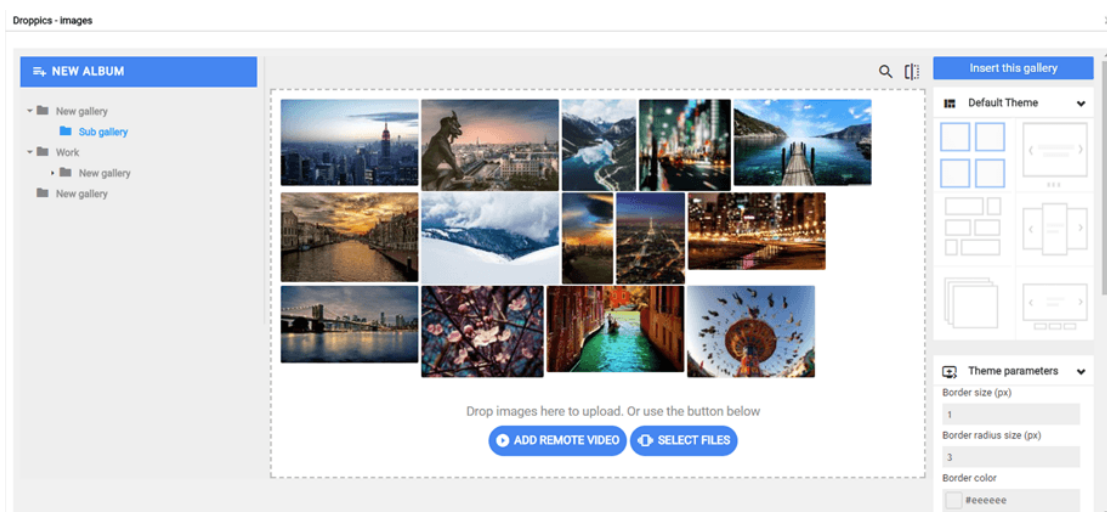 Droppics - images
NEW ALBUM
New gallery
Sub gallery
Work
New gallery
New gallery
Drop images here to upload. Or use the button below
ADD REMOTE VIDEO
SELECT FILES
Insert this gallery
Default Theme
Theme parameters
Border size (px)
1
Border radius size (px)
3
Border color
#eeeeee